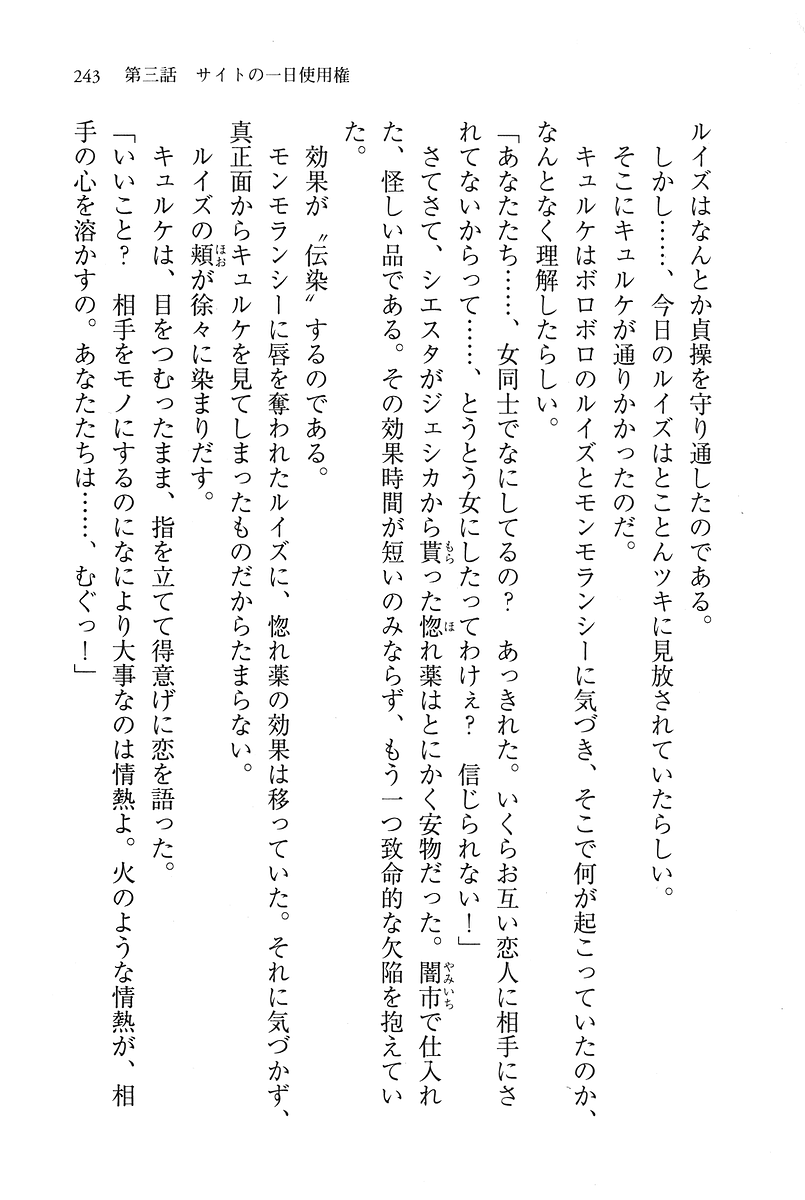 243　第三話　サイトの一日使用権
ルイズはなんとか貞操を守り通したのである。
　しかし……、今日のルイズはとことんツキに見放されていたらしい。
　そこにキュルケが通りかかったのだ。
　キュルケはボロボロのルイズとモンモランシーに気づき、そこで何が起こっていたのか、
なんとなく理解したらしい。
「あなたたち……、女同士でなにしてるの？　あっきれた。いくらお互い恋人に相手にさ
れてないからって……、とうとう女にしたってわけぇ？　信じられない！」
　さてさて、シエスタがジェシカから貰った惚れ薬はとにかく安物だった。闇市で仕入れ
た、怪しい品である。その効果時間が短いのみならず、もう一つ致命的な欠陥を抱えてい
た。
　効果が〝伝染〟するのである。
　モンモランシーに唇を奪われたルイズに、惚れ薬の効果は移っていた。それに気づかず、
真正面からキュルケを見てしまったものだからたまらない。
　ルイズの頬が徐々に染まりだす。
　キュルケは、目をつむったまま、指を立てて得意げに恋を語った。
「いいこと？　相手をモノにするのになにより大事なのは情熱よ。火のような情熱が、相
手の心を溶かすの。あなたたちは……、むぐっ！」
もら
ほ
やみいち
ほお